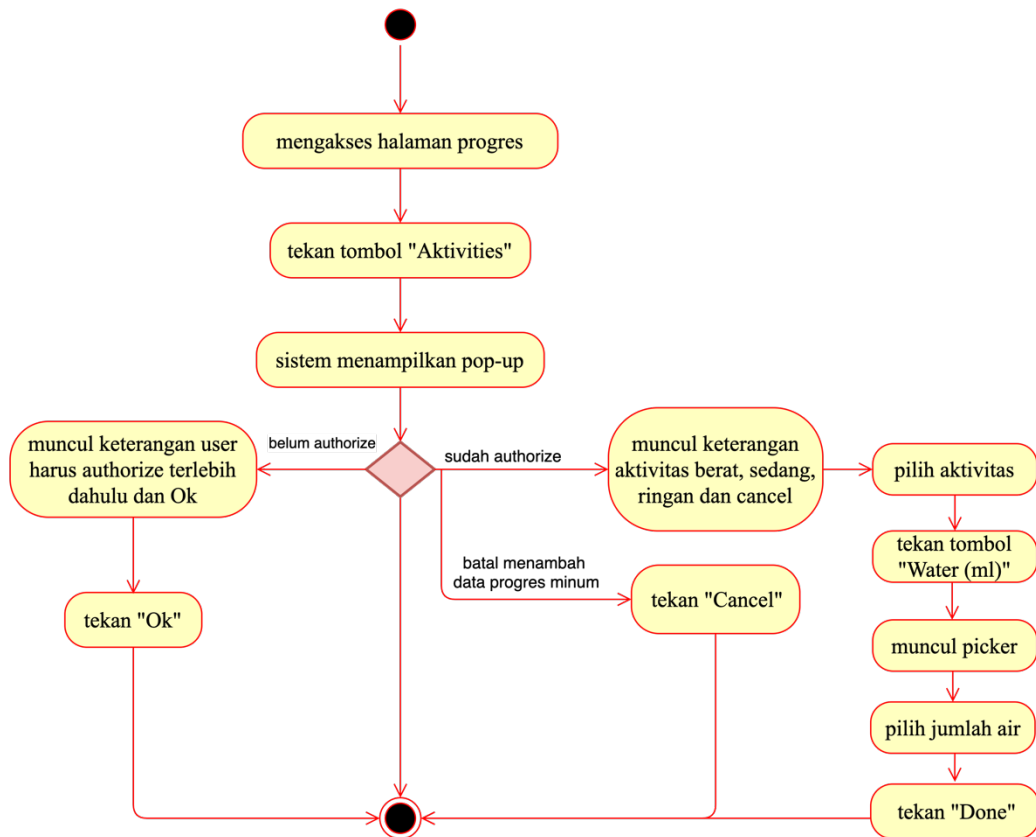 mengakses halaman progres
tekan tombol "Aktivities"
sistem menampilkan pop-up
belum authorize
sudah authorize
muncul keterangan user
harus authorize terlebih
dahulu dan Ok
muncul keterangan
aktivitas berat, sedang,
ringan dan cancel
pilih aktivitas
tekan tombol
"Water (ml)"
batal menambah
data progres minum
tekan "Cancel"
tekan "Ok"
muncul picker
pilih jumlah air
tekan "Done"